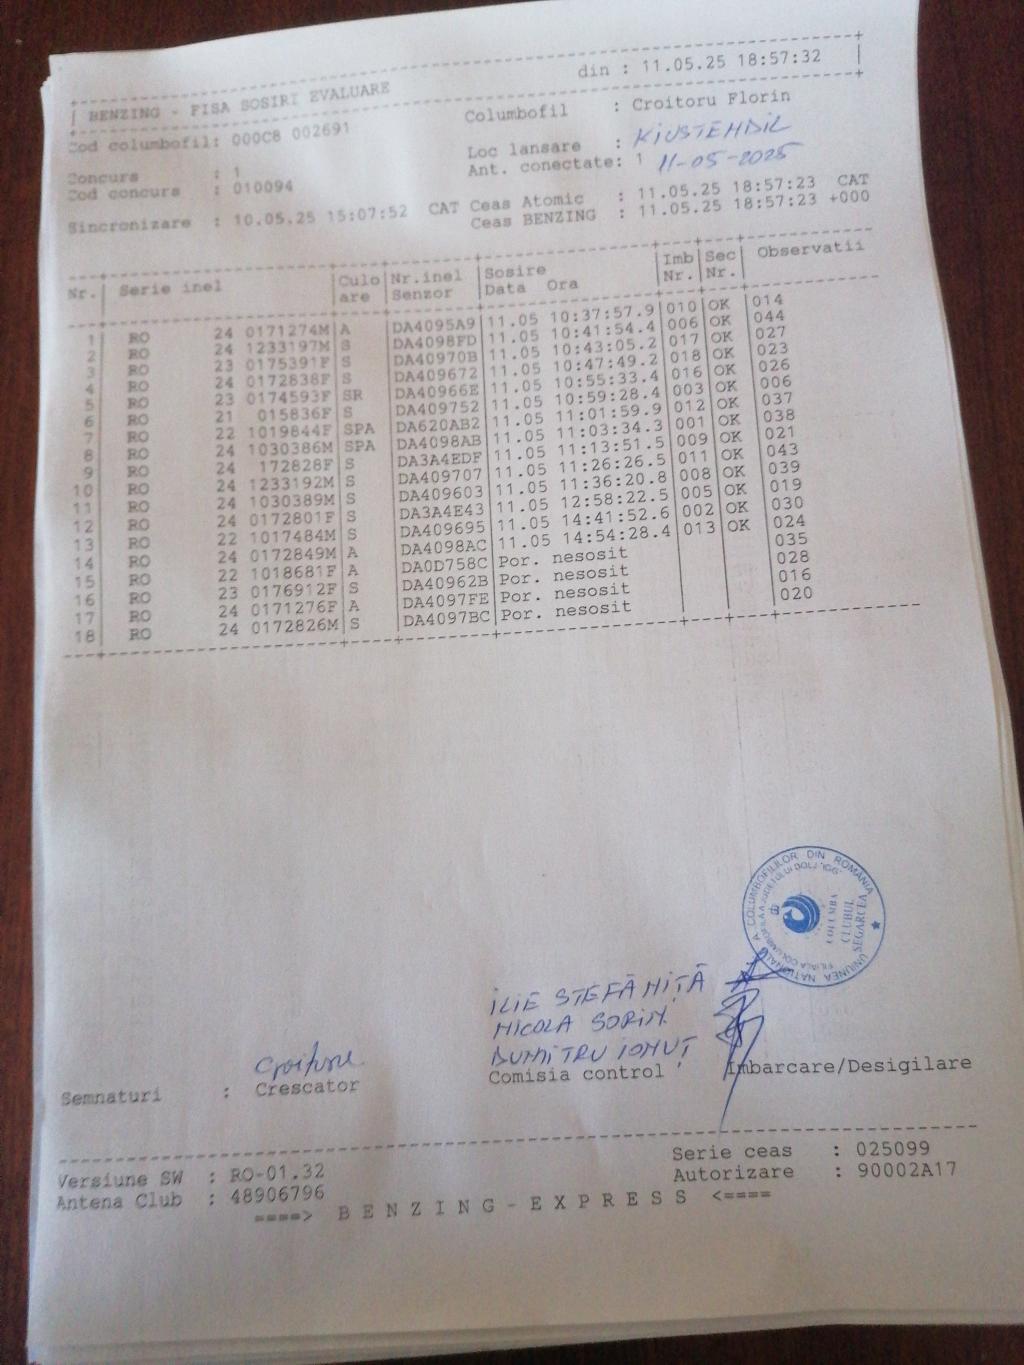 BENZING - FISA SOSIRI EVALUARE din : 11.05.25 18:57:32
Cod columbofil: 000C8 002691 Columbofil : Croitoru Florin
Loc lansare : KIUSTENDIL
Concurs : 1 Ant. conectate: 1 11-05-2025
Cod concurs : 010094
Sincronizare : 10.05.25 15:07:52 CAT Ceas Atomic : 11.05.25 18:57:23 CAT
Ceas BENZING : 11.05.25 18:57:23 +000
Nr. Serie inel Culo Nr.inel Sosire Imb Sec Observatii
are Senzor Data Ora Nr. Nr.
1 RO 24 0171274M A DA4095A9 11.05 10:37:57.9 010 OK 014
2 RO 24 1233197M S DA4098FD 11.05 10:41:54.4 006 OK 044
3 RO 23 0175391F S DA40970B 11.05 10:43:05.2 017 OK 027
4 RO 24 0172838F S DA409672 11.05 10:47:49.2 018 OK 023
5 RO 23 0174593F SR DA40966E 11.05 10:55:33.4 016 OK 026
6 RO 21 015836F S DA409752 11.05 10:59:28.4 003 OK 006
7 RO 22 1019844F SPA DA620AB2 11.05 11:01:59.9 012 OK 037
8 RO 24 1030386M SPA DA4098AB 11.05 11:03:34.3 001 OK 038
9 RO 24 172828F S DA3A4EDF 11.05 11:13:51.5 009 OK 021
10 RO 24 1233192M S DA409707 11.05 11:26:26.5 011 OK 043
11 RO 24 1030389M S DA409603 11.05 11:36:20.8 008 OK 039
12 RO 24 0172801F S DA3A4E43 11.05 12:58:22.5 005 OK 019
13 RO 22 1017484M S DA409695 11.05 14:41:52.6 002 OK 030
14 RO 24 0172849M A DA4098AC 11.05 14:54:28.4 013 OK 024
15 RO 22 1018681F A DA0D758C Por. nesosit 035
16 RO 23 0176912F S DA40962B Por. nesosit 028
17 RO 24 0171276F A DA4097FE Por. nesosit 016
18 RO 24 0172826M S DA4097BC Por. nesosit 020
UNIUNEA NAȚIONALĂ A COLUMBOFILILOR DIN ROMÂNIA
FILIALA COLUMBOFILĂ A JUDEȚULUI DOLJ
COLUMBA
CLUBUL
SEGARCEA
ILIE STEFĂNIȚĂ
NICOLA SORIN
DUMITRU IONUȚ
Croitoru
Semnaturi : Crescator Comisia control Imbarcare/Desigilare
Versiune SW : RO-01.32 Serie ceas : 025099
Antena Club : 48906796 Autorizare : 90002A17
====> BENZING-EXPRESS <====